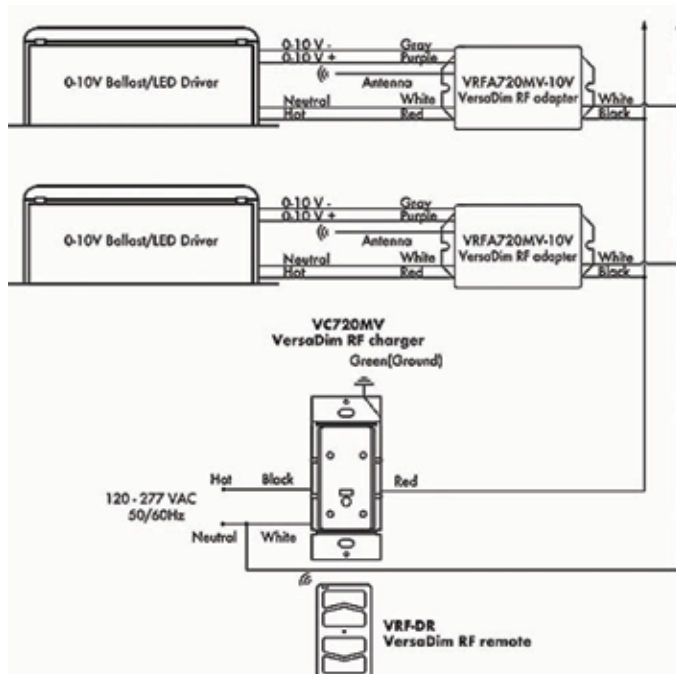 0-10 V - Gray
0-10 V + Purple
Antenna
0-10V Ballast/LED Driver
VRFA720MV-10V
VersaDim RF adapter
Neutral White White
Hot Red Black
0-10 V - Gray
0-10 V + Purple
Antenna
0-10V Ballast/LED Driver
VRFA720MV-10V
VersaDim RF adapter
Neutral White White
Hot Red Black
VC720MV
VersaDim RF charger
Green(Ground)
Hot Black Red
120 - 277 VAC
50/60Hz
Neutral White
VRF-DR
VersaDim RF remote